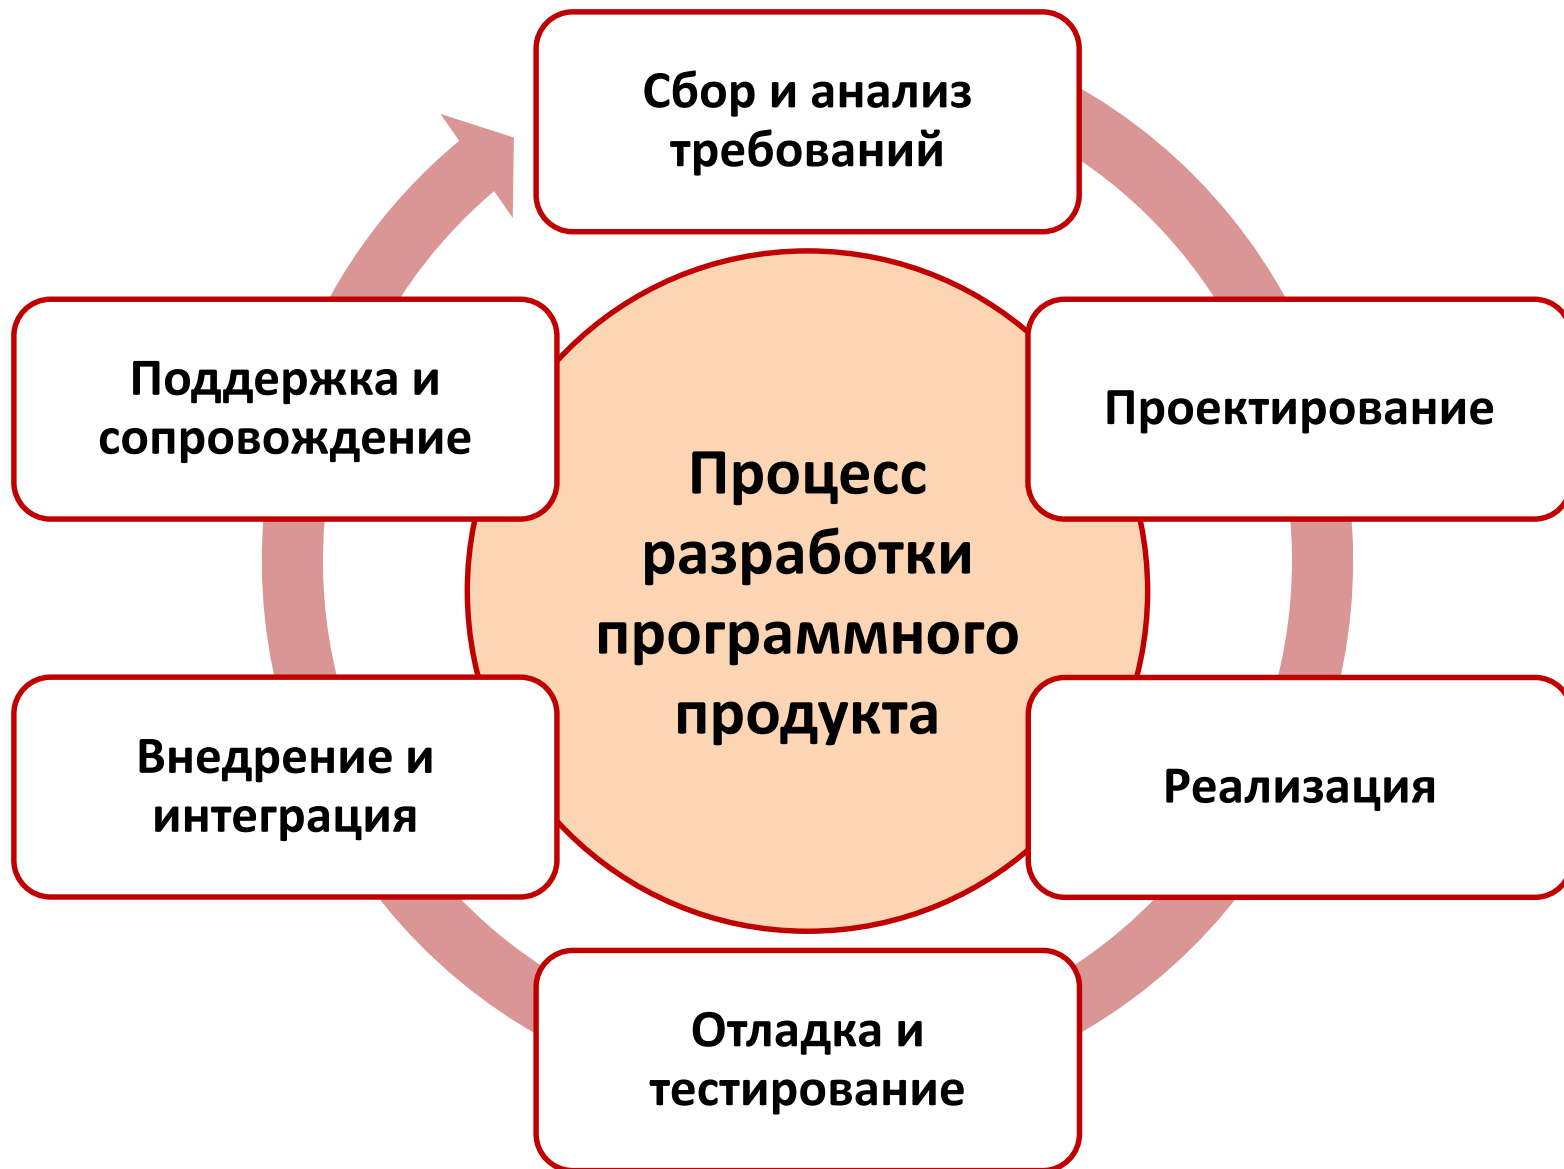 Сбор и анализ
требований
Проектирование
Реализация
Отладка и
тестирование
Внедрение и
интеграция
Поддержка и
сопровождение
Процесс
разработки
программного
продукта